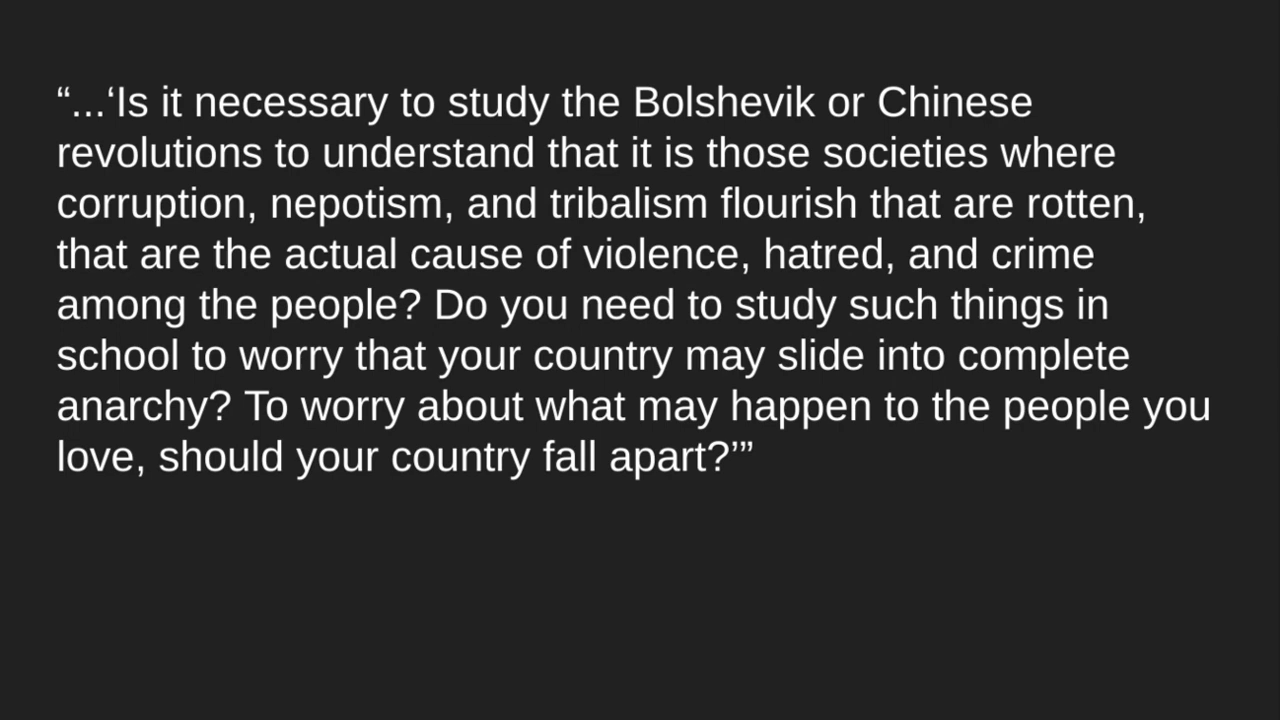 “...‘Is it necessary to study the Bolshevik or Chinese
revolutions to understand that it is those societies where
corruption, nepotism, and tribalism flourish that are rotten,
that are the actual cause of violence, hatred, and crime
among the people? Do you need to study such things in
school to worry that your country may slide into complete
anarchy? To worry about what may happen to the people you
love, should your country fall apart?’”